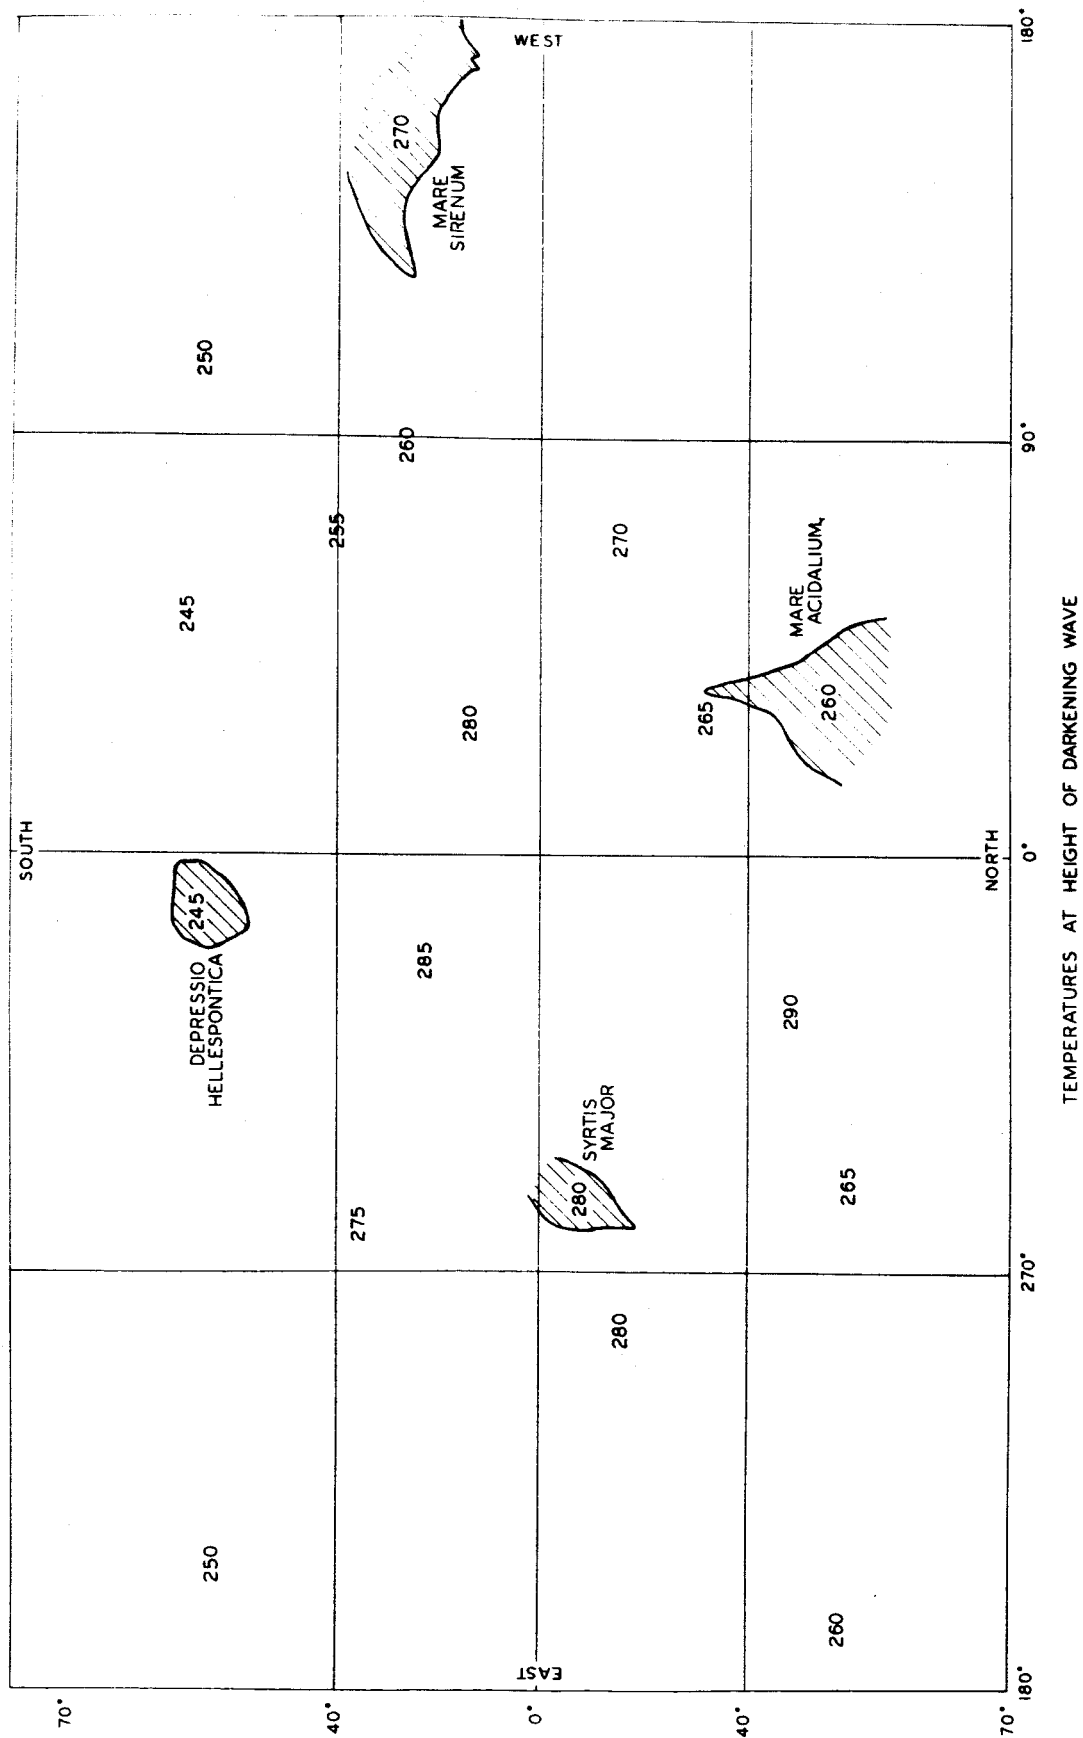 SOUTH
70°
250
DEPRESSIO
HELLESPONTICA
245
245
250
40°
275
255
285
260
270
MARE
SIRENUM
280
0°
EAST
WEST
280
SYRTIS
MAJOR
280
270
265
40°
290
MARE
ACIDALIUM
260
265
260
NORTH
70°
180°
270°
0°
90°
180°
TEMPERATURES AT HEIGHT OF DARKENING WAVE